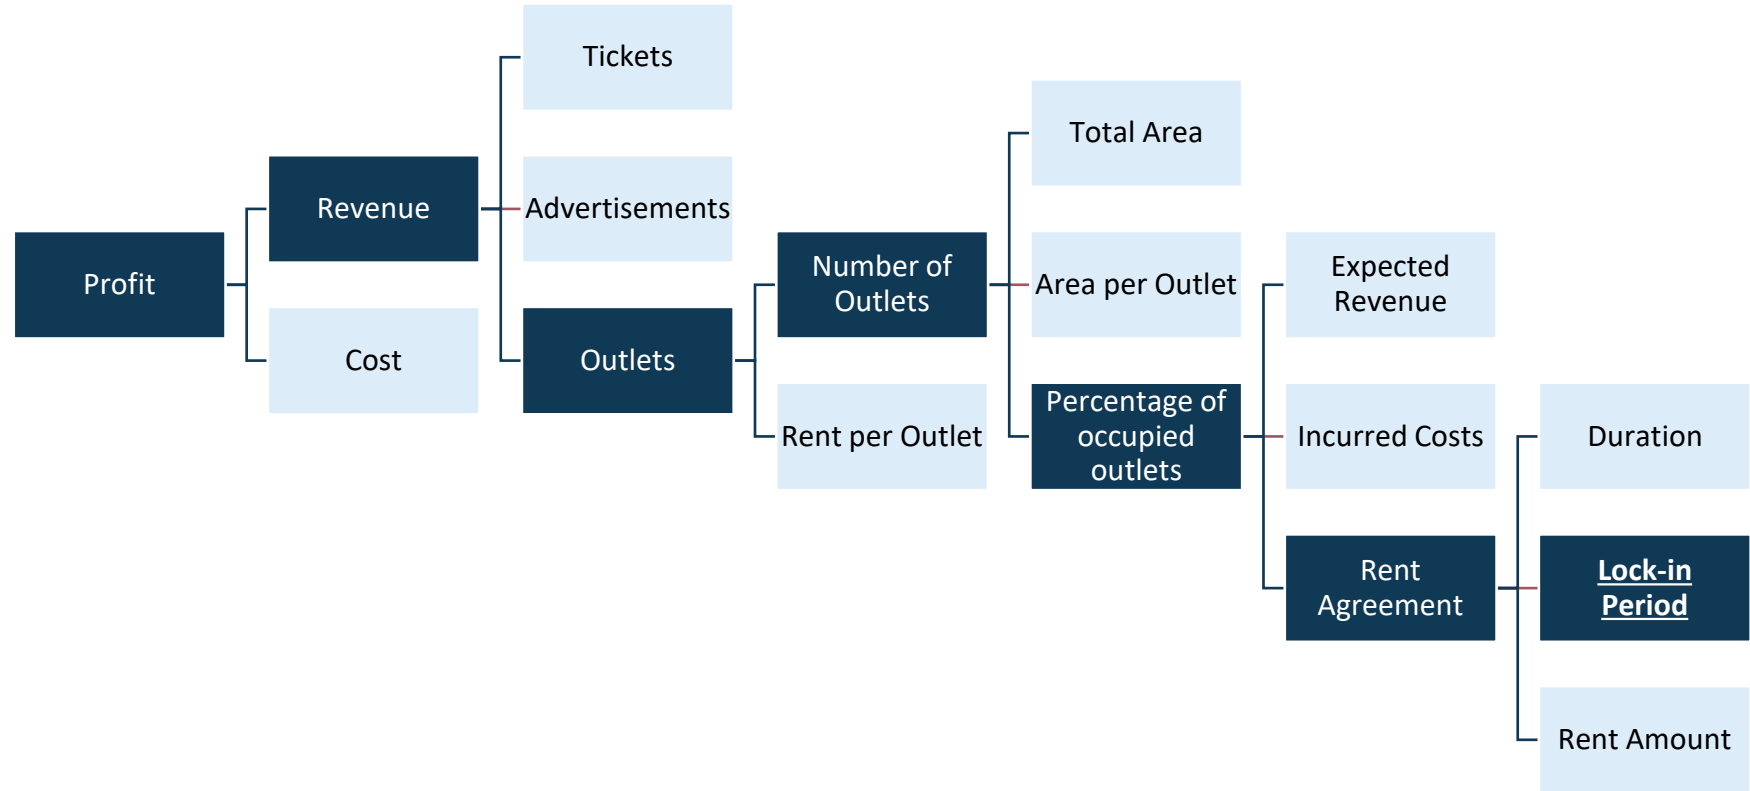 Profit
Revenue
Cost
Tickets
Advertisements
Outlets
Number of
Outlets
Rent per Outlet
Total Area
Area per Outlet
Percentage of
occupied
outlets
Expected
Revenue
Incurred Costs
Rent
Agreement
Duration
Lock-in
Period
Rent Amount